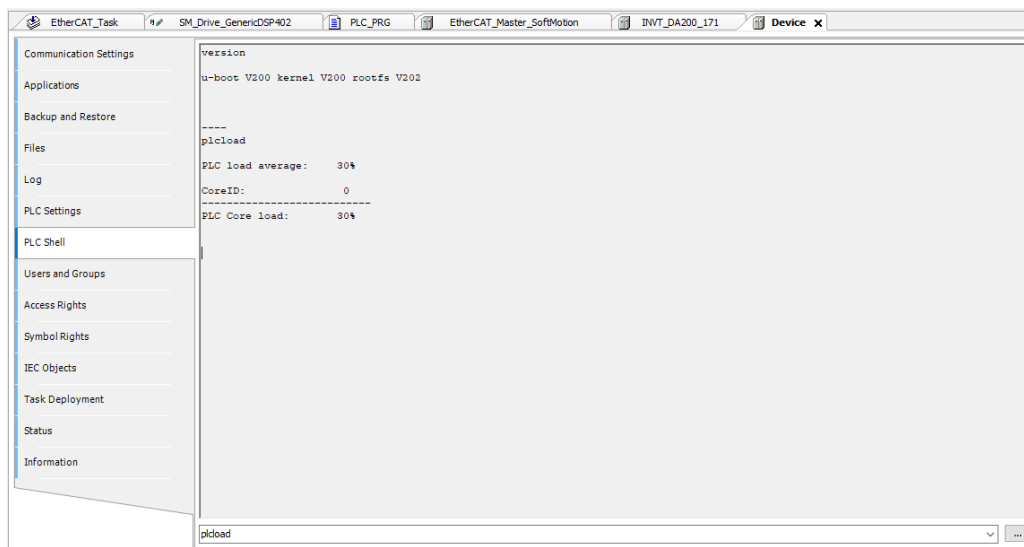 EtherCAT_Task
SM_Drive_GenericDSP402
PLC_PRG
EtherCAT_Master_SoftMotion
INVT_DA200_171
Device
Communication Settings
Applications
Backup and Restore
Files
Log
PLC Settings
PLC Shell
Users and Groups
Access Rights
Symbol Rights
IEC Objects
Task Deployment
Status
Information
version
u-boot V200 kernel V200 rootfs V202
----
plcload
PLC load average: 30%
CoreID: 0
---------------------------
PLC Core load: 30%
plcload
...